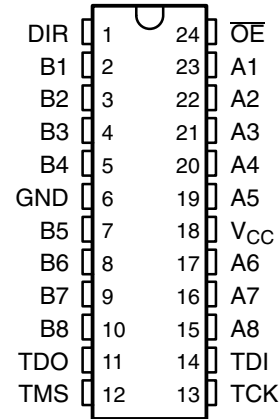 DIR 1 24 O̅E̅
B1 2 23 A1
B2 3 22 A2
B3 4 21 A3
B4 5 20 A4
GND 6 19 A5
B5 7 18 VCC
B6 8 17 A6
B7 9 16 A7
B8 10 15 A8
TDO 11 14 TDI
TMS 12 13 TCK